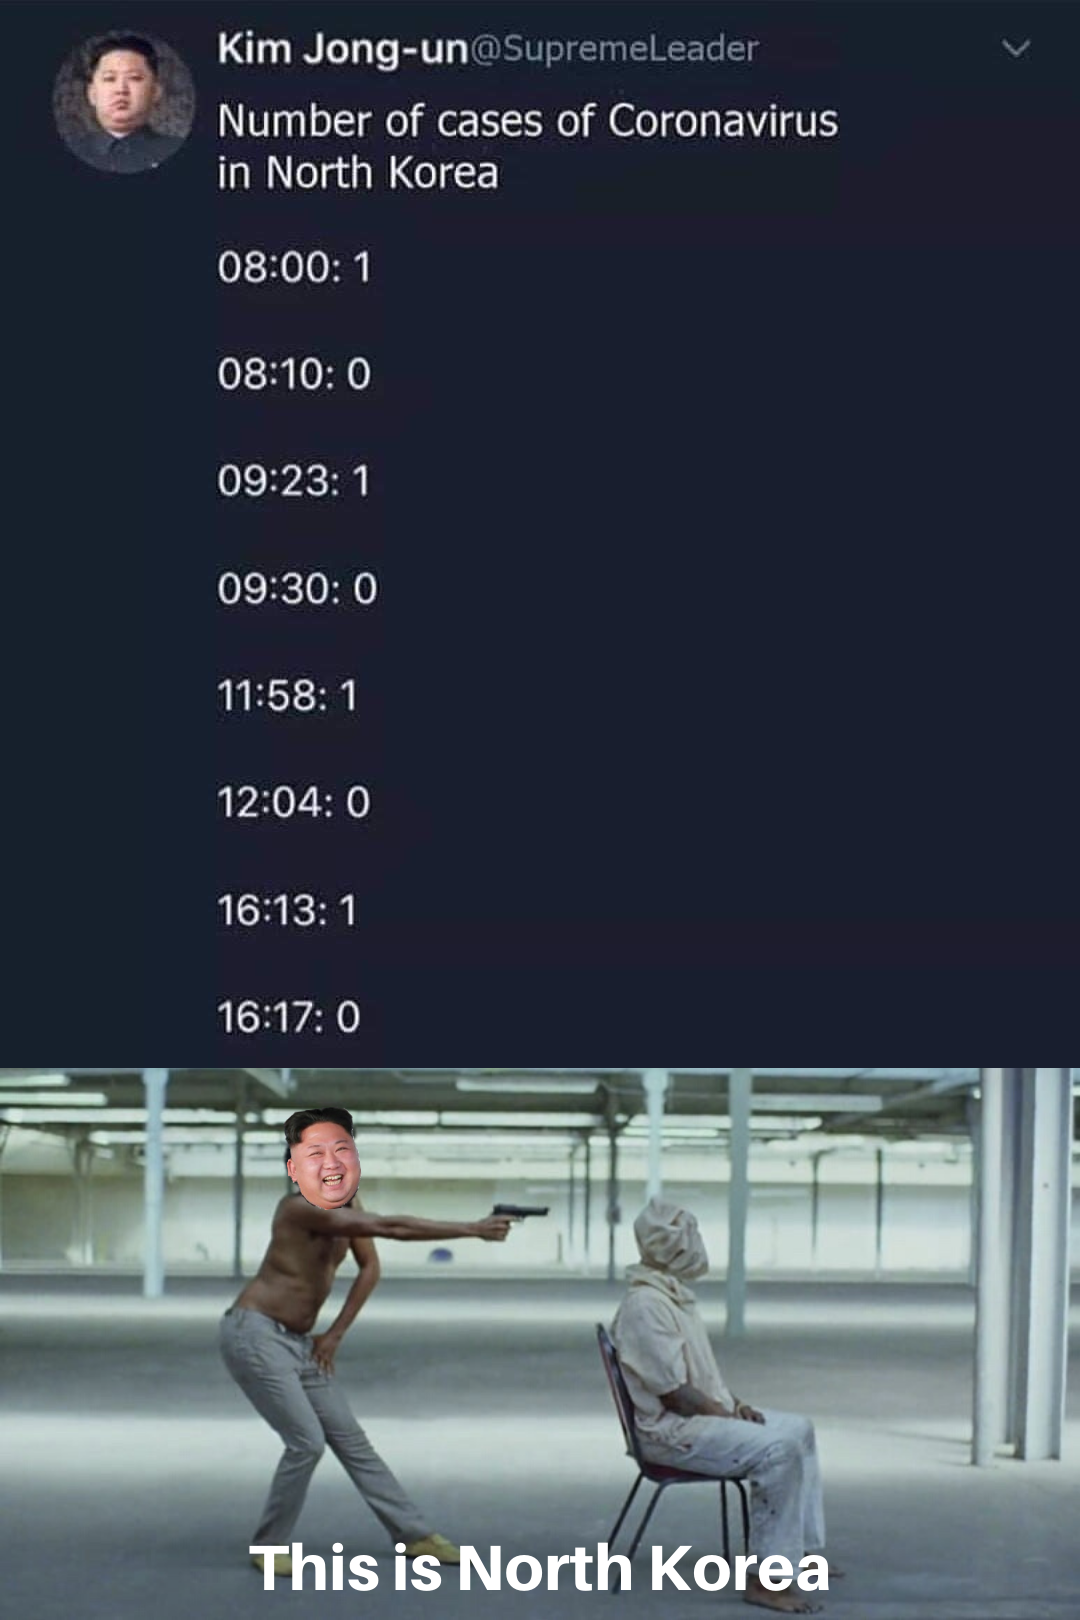 Kim Jong-un@SupremeLeader
Number of cases of Coronavirus
in North Korea
08:00: 1
08:10: 0
09:23: 1
09:30: 0
11:58: 1
12:04: 0
16:13: 1
16:17: 0
This is North Korea